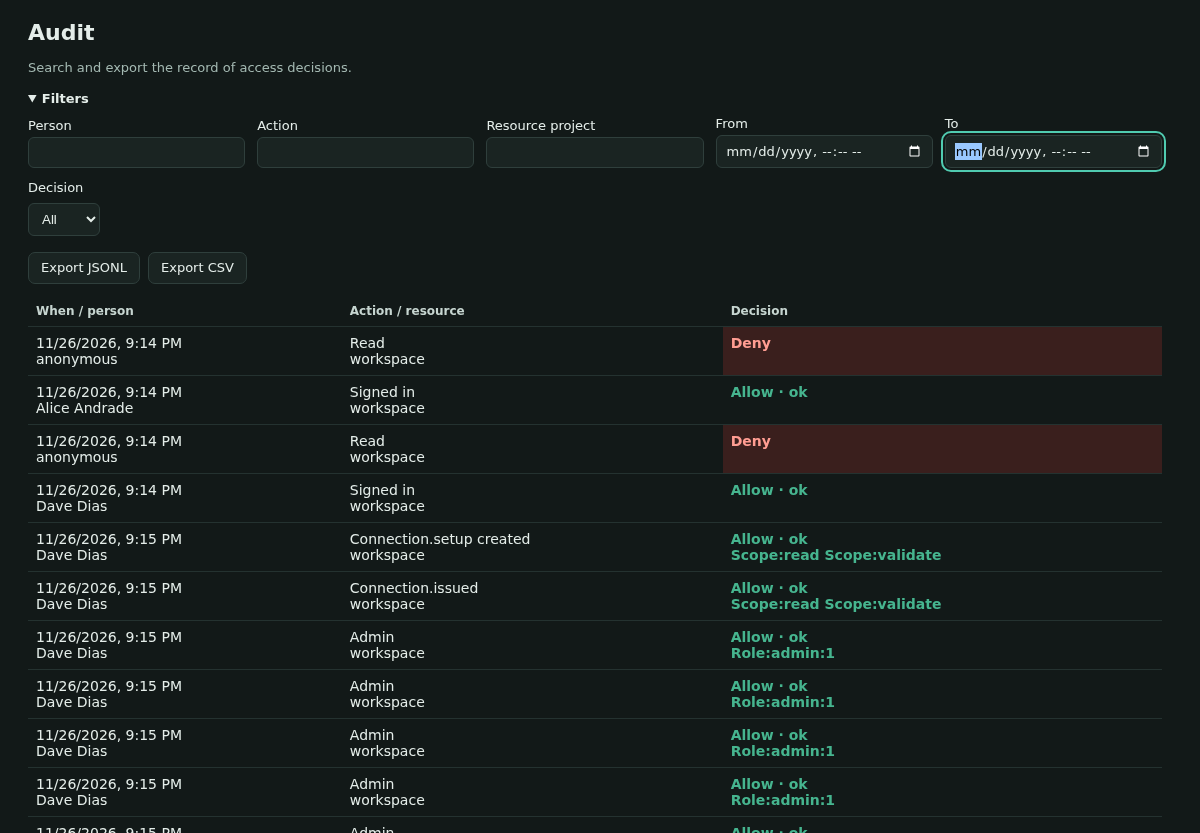 Audit
Search and export the record of access decisions.
▼ Filters
Person Action Resource project From To
mm/dd/yyyy, --:-- -- mm/dd/yyyy, --:-- --
Decision
All
Export JSONL Export CSV
When / person Action / resource Decision
11/26/2026, 9:14 PM Read Deny
anonymous workspace
11/26/2026, 9:14 PM Signed in Allow · ok
Alice Andrade workspace
11/26/2026, 9:14 PM Read Deny
anonymous workspace
11/26/2026, 9:14 PM Signed in Allow · ok
Dave Dias workspace
11/26/2026, 9:15 PM Connection.setup created Allow · ok
Dave Dias workspace Scope:read Scope:validate
11/26/2026, 9:15 PM Connection.issued Allow · ok
Dave Dias workspace Scope:read Scope:validate
11/26/2026, 9:15 PM Admin Allow · ok
Dave Dias workspace Role:admin:1
11/26/2026, 9:15 PM Admin Allow · ok
Dave Dias workspace Role:admin:1
11/26/2026, 9:15 PM Admin Allow · ok
Dave Dias workspace Role:admin:1
11/26/2026, 9:15 PM Admin Allow · ok
Dave Dias workspace Role:admin:1
11/26/2026, 9:15 PM Admin Allow · ok